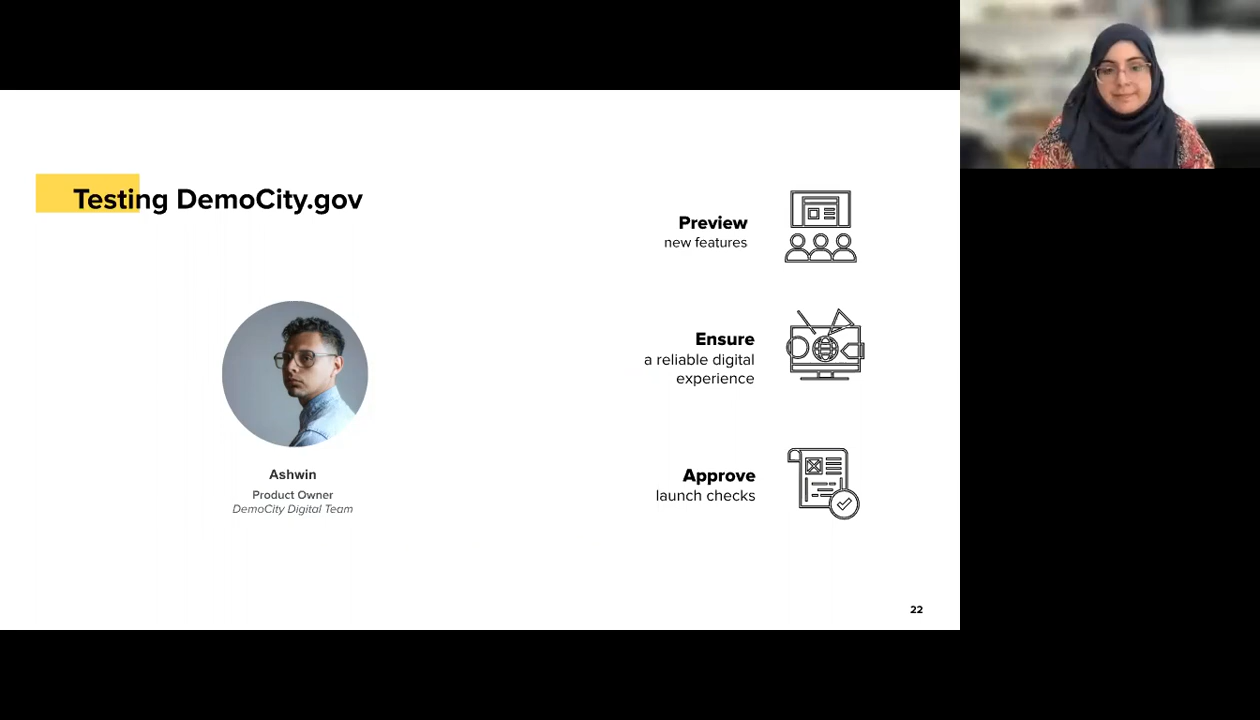 Testing DemoCity.gov
Preview
new features
Ensure
a reliable digital
experience
Ashwin
Product Owner
DemoCity Digital Team
Approve
launch checks
22